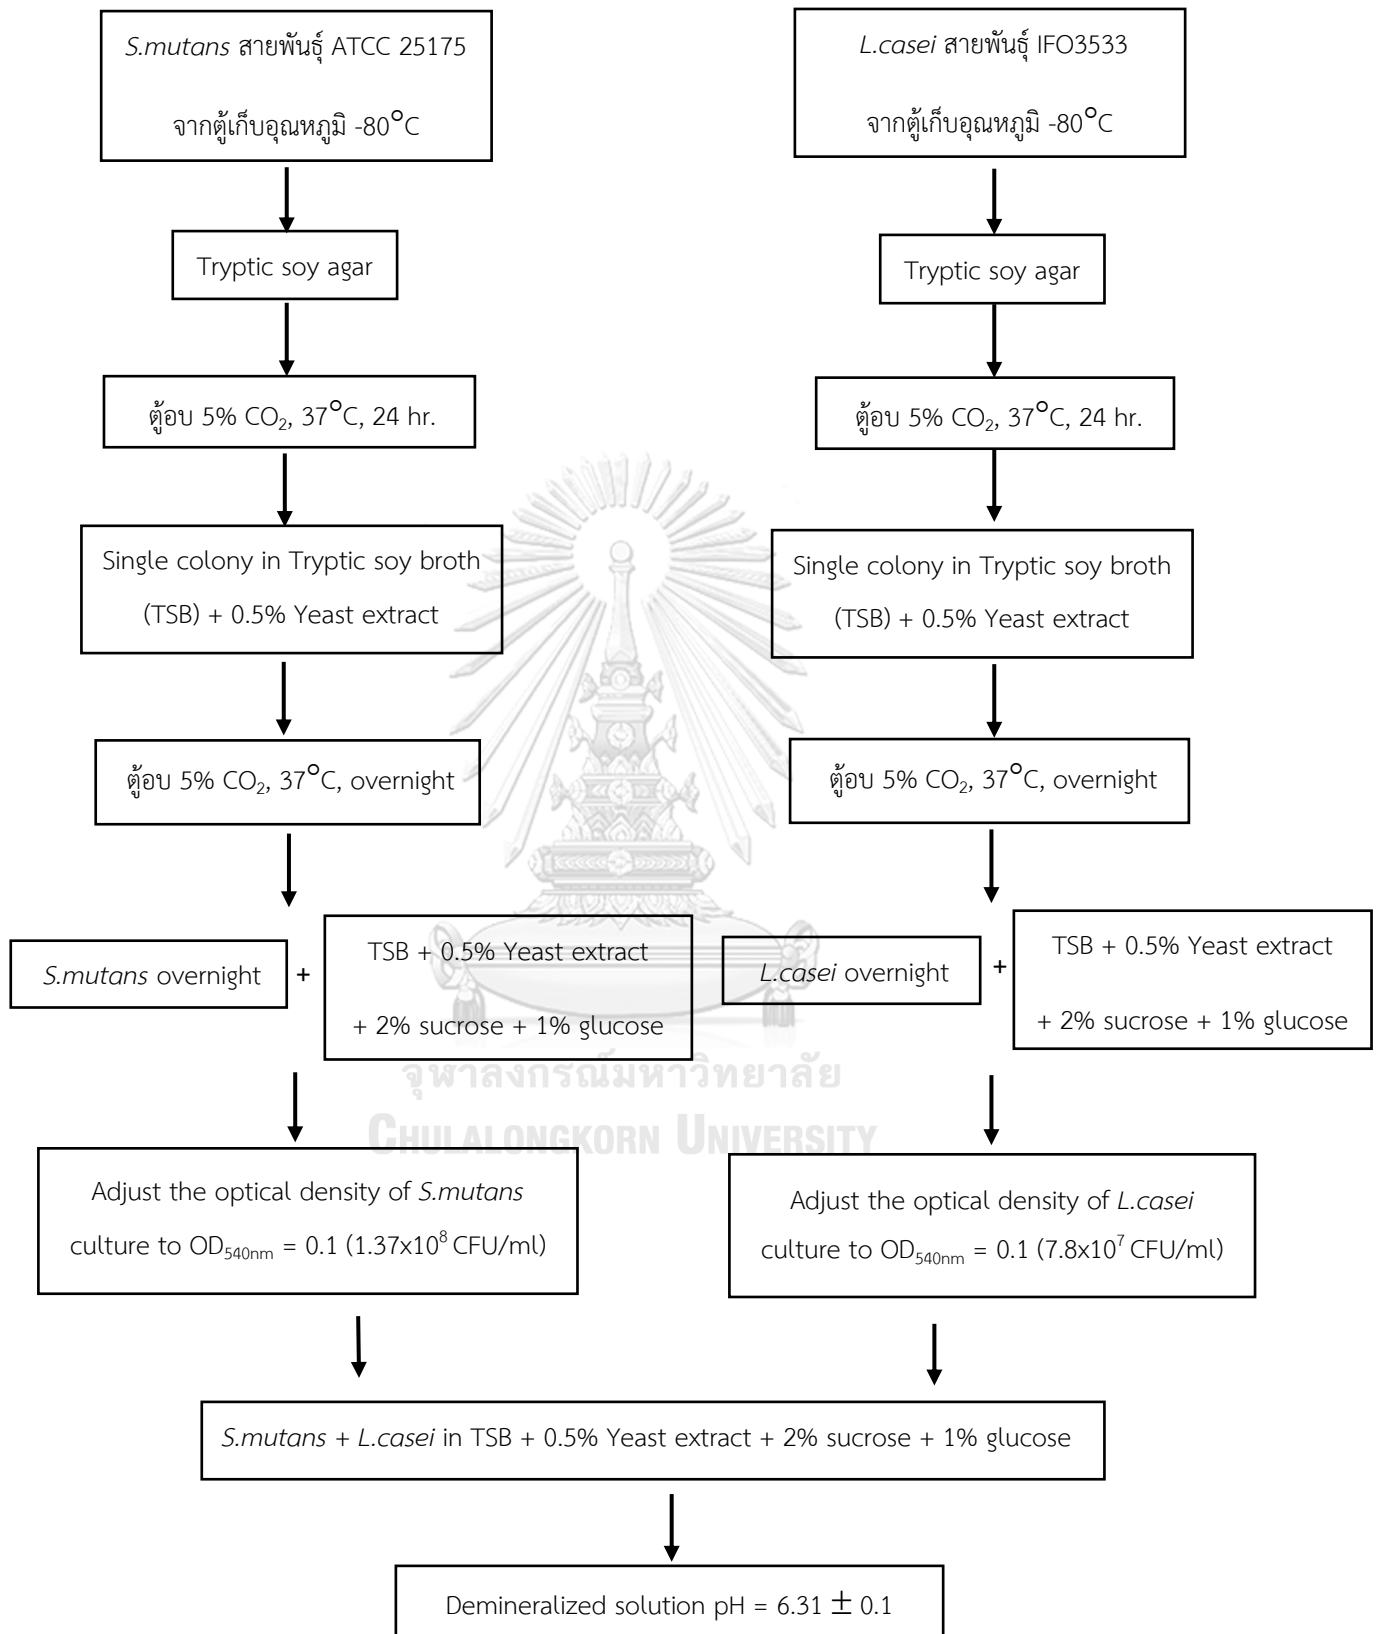 S.mutans สายพันธุ์ ATCC 25175
จากตู้เก็บอุณหภูมิ -80°C
L.casei สายพันธุ์ IFO3533
จากตู้เก็บอุณหภูมิ -80°C
Tryptic soy agar
Tryptic soy agar
ตู้อบ 5% CO₂, 37°C, 24 hr.
ตู้อบ 5% CO₂, 37°C, 24 hr.
Single colony in Tryptic soy broth
(TSB) + 0.5% Yeast extract
Single colony in Tryptic soy broth
(TSB) + 0.5% Yeast extract
ตู้อบ 5% CO₂, 37°C, overnight
ตู้อบ 5% CO₂, 37°C, overnight
S.mutans overnight
+
TSB + 0.5% Yeast extract
+ 2% sucrose + 1% glucose
L.casei overnight
+
TSB + 0.5% Yeast extract
+ 2% sucrose + 1% glucose
จุฬาลงกรณ์มหาวิทยาลัย
CHULALONGKORN UNIVERSITY
Adjust the optical density of S.mutans
culture to OD₅₄₀nm = 0.1 (1.37x10⁸ CFU/ml)
Adjust the optical density of L.casei
culture to OD₅₄₀nm = 0.1 (7.8x10⁷ CFU/ml)
S.mutans + L.casei in TSB + 0.5% Yeast extract + 2% sucrose + 1% glucose
Demineralized solution pH = 6.31 ± 0.1